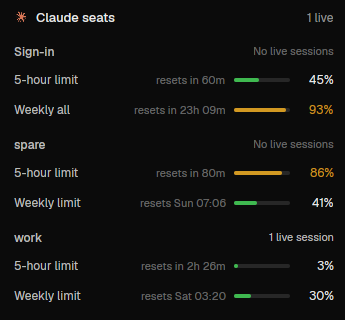 Claude seats 1 live
Sign-in No live sessions
5-hour limit resets in 60m 45%
Weekly all resets in 23h 09m 93%
spare No live sessions
5-hour limit resets in 80m 86%
Weekly limit resets Sun 07:06 41%
work 1 live session
5-hour limit resets in 2h 26m 3%
Weekly limit resets Sat 03:20 30%